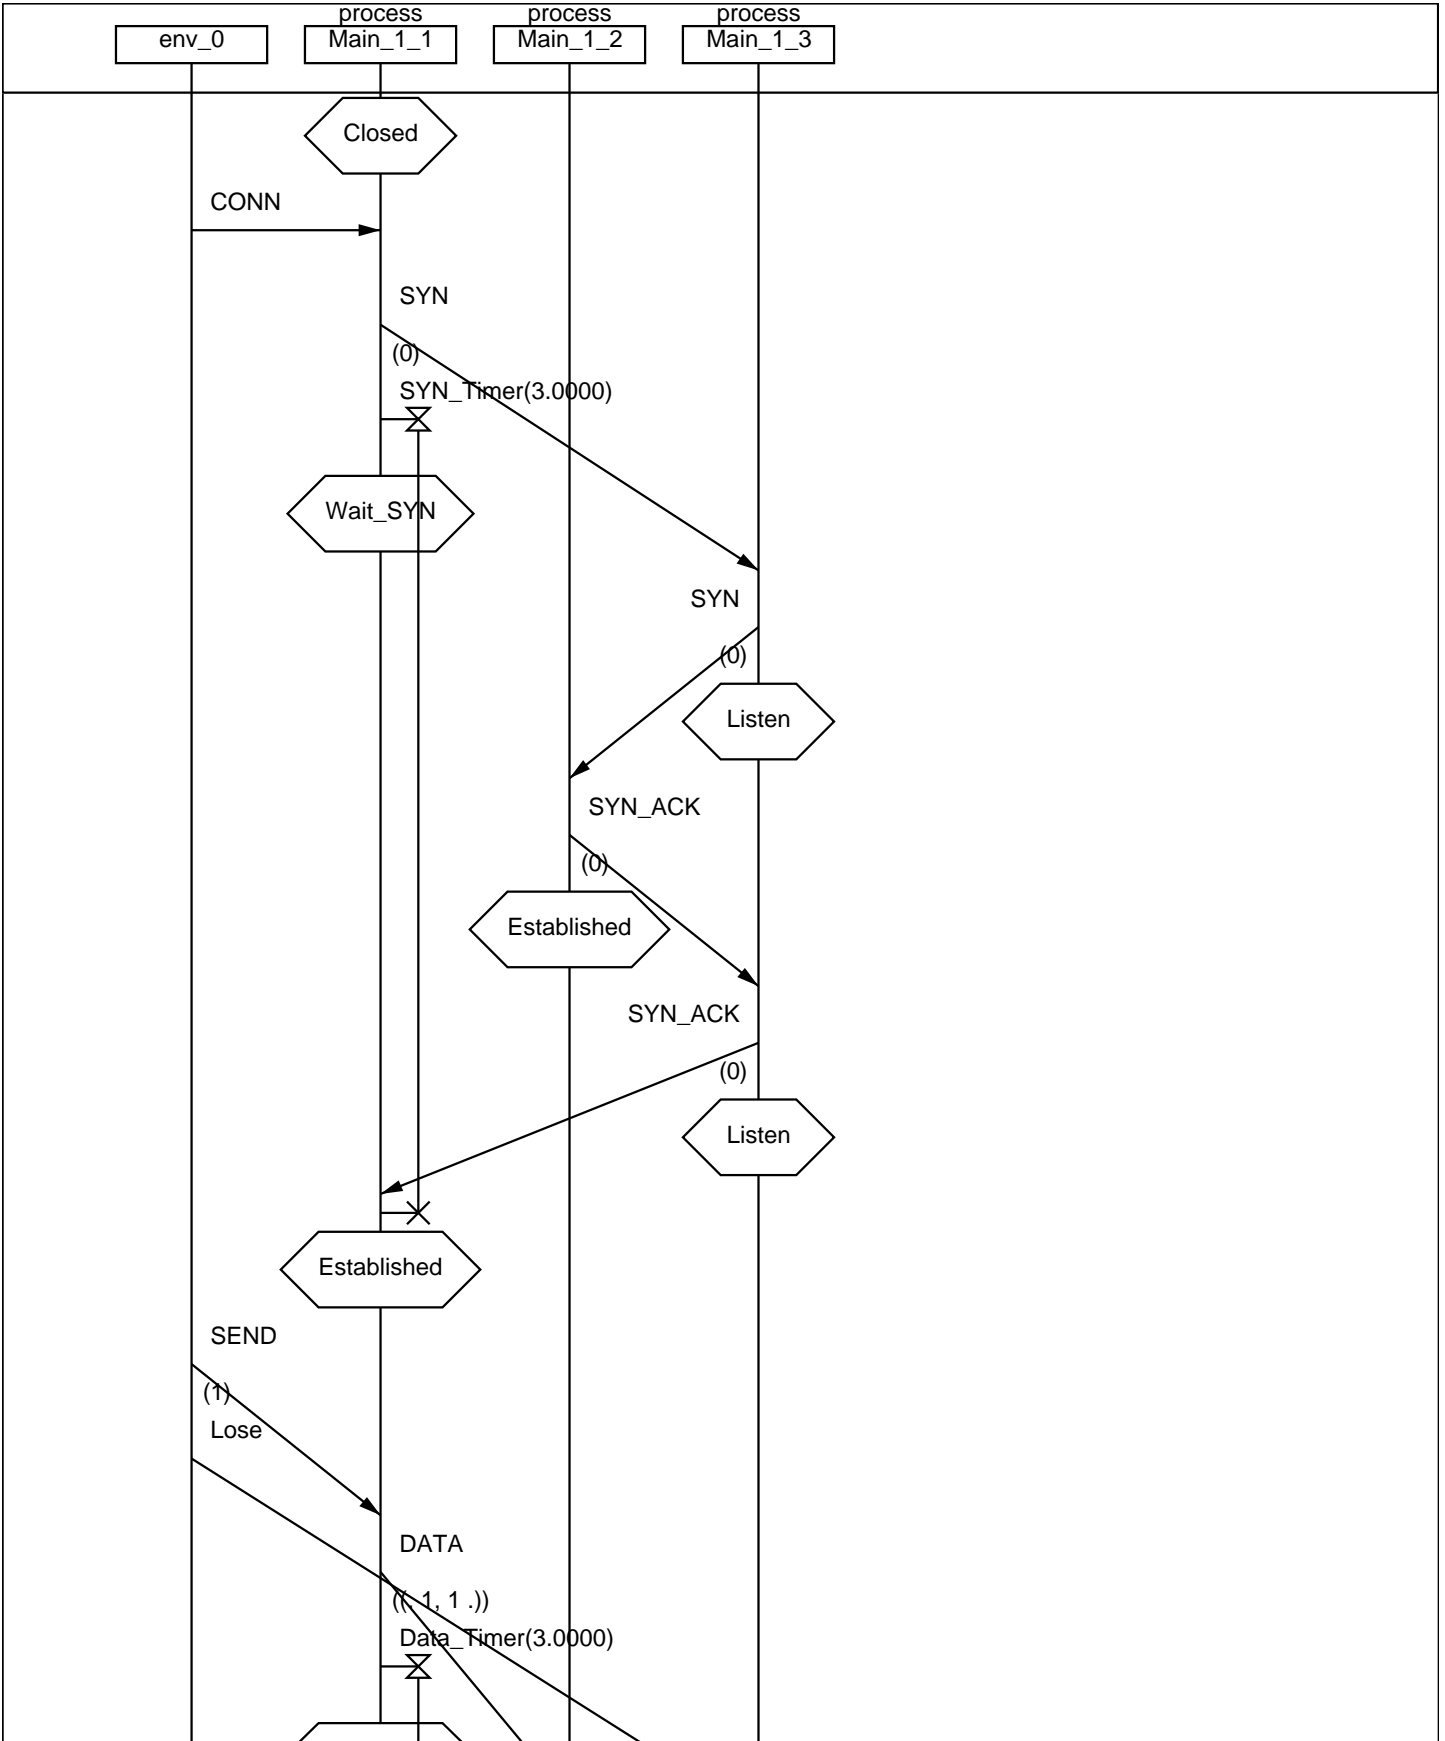 process process process
env_0 Main_1_1 Main_1_2 Main_1_3
Closed
CONN
SYN
(0)
SYN_Timer(3.0000)
Wait_SYN
SYN
(0)
Listen
SYN_ACK
(0)
Established
SYN_ACK
(0)
Listen
Established
SEND
(1)
Lose
DATA
((. 1, 1 .))
Data_Timer(3.0000)